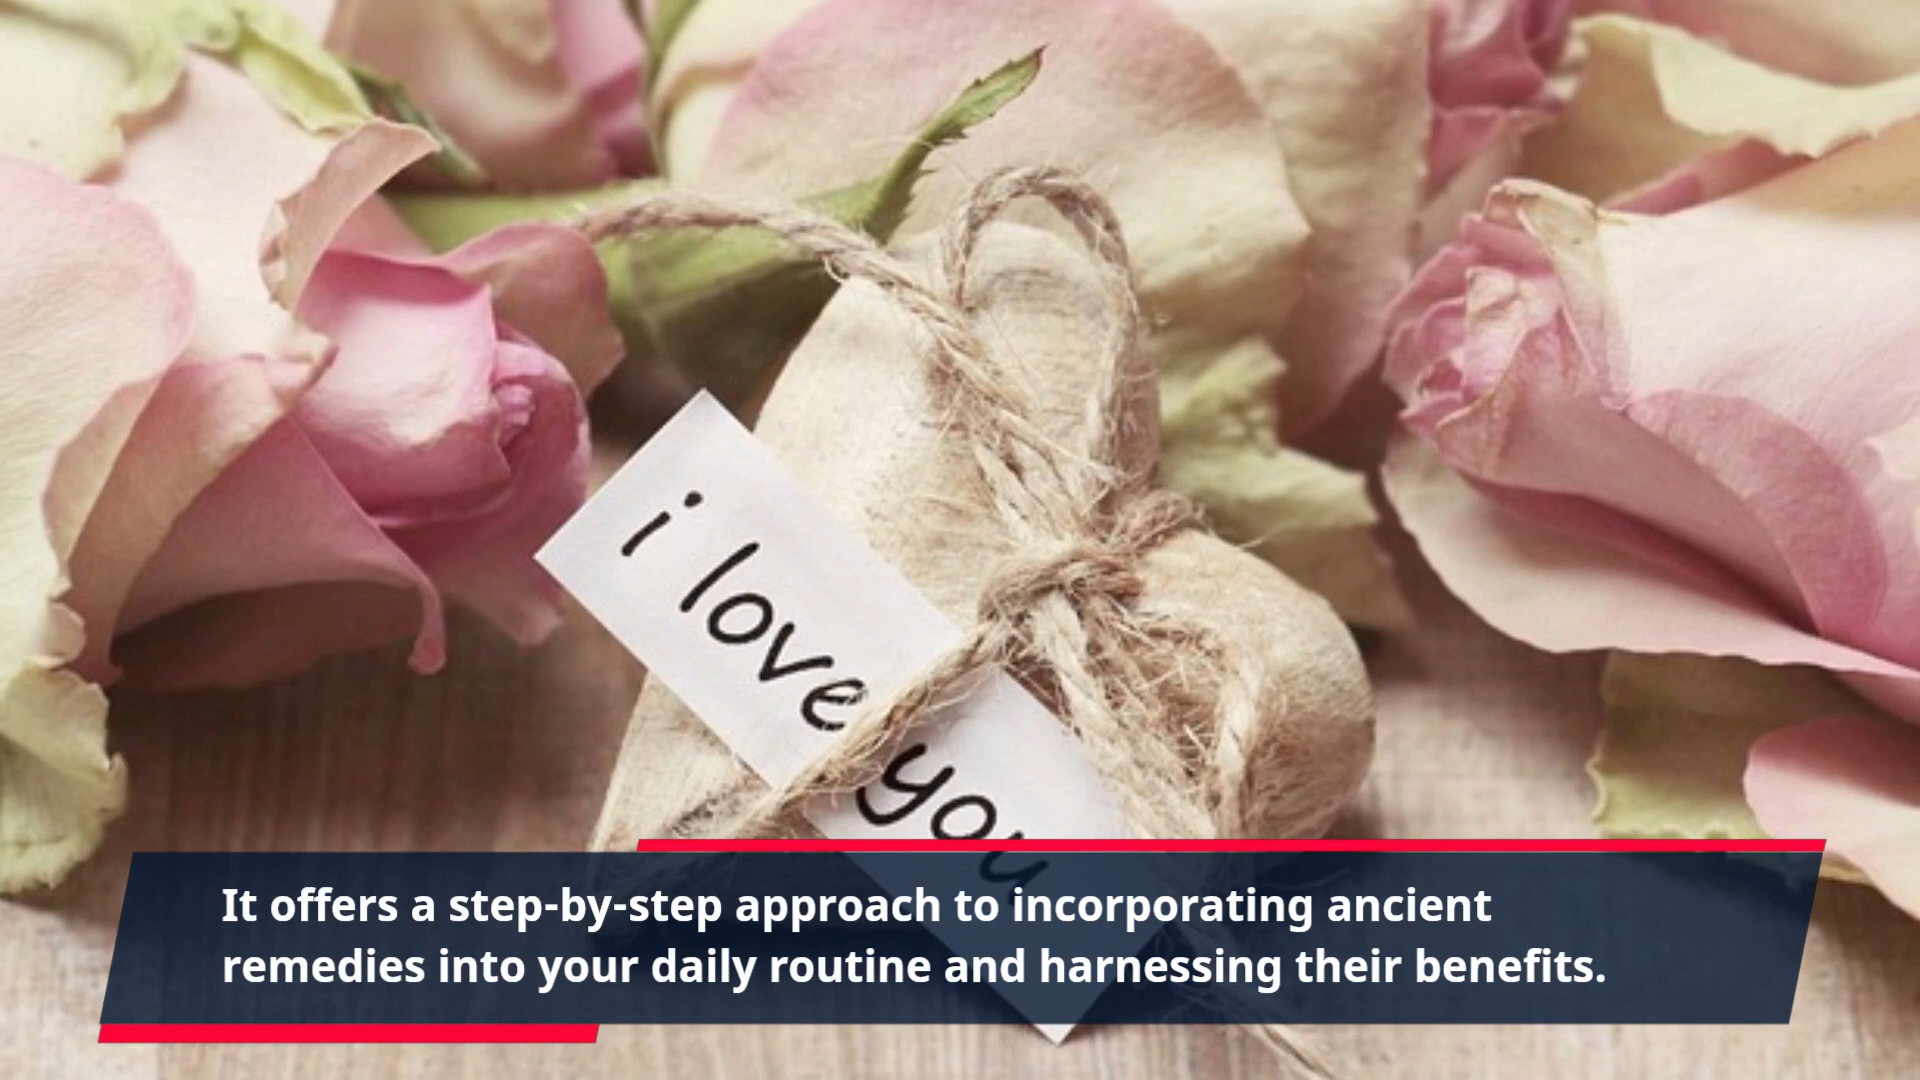 i love you
It offers a step-by-step approach to incorporating ancient
remedies into your daily routine and harnessing their benefits.